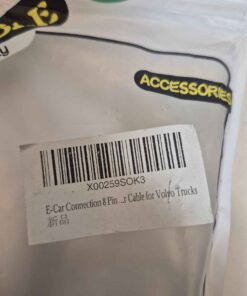 ACCESSORIES
X00259SOK3
E-Car Connection 8 Pin ...r Cable for Volvo Trucks
新品